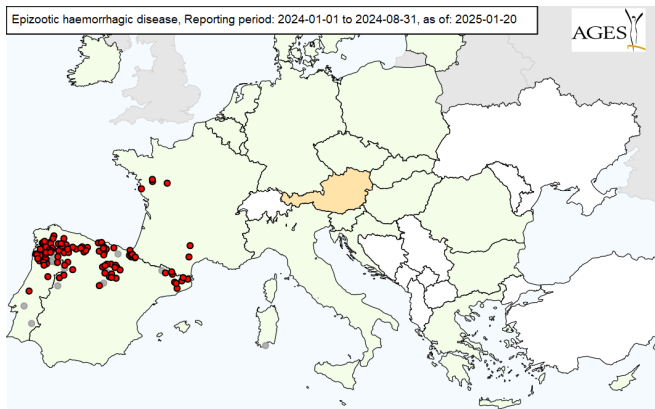 Epizootic haemorrhagic disease, Reporting period: 2024-01-01 to 2024-08-31, as of: 2025-01-20
AGES